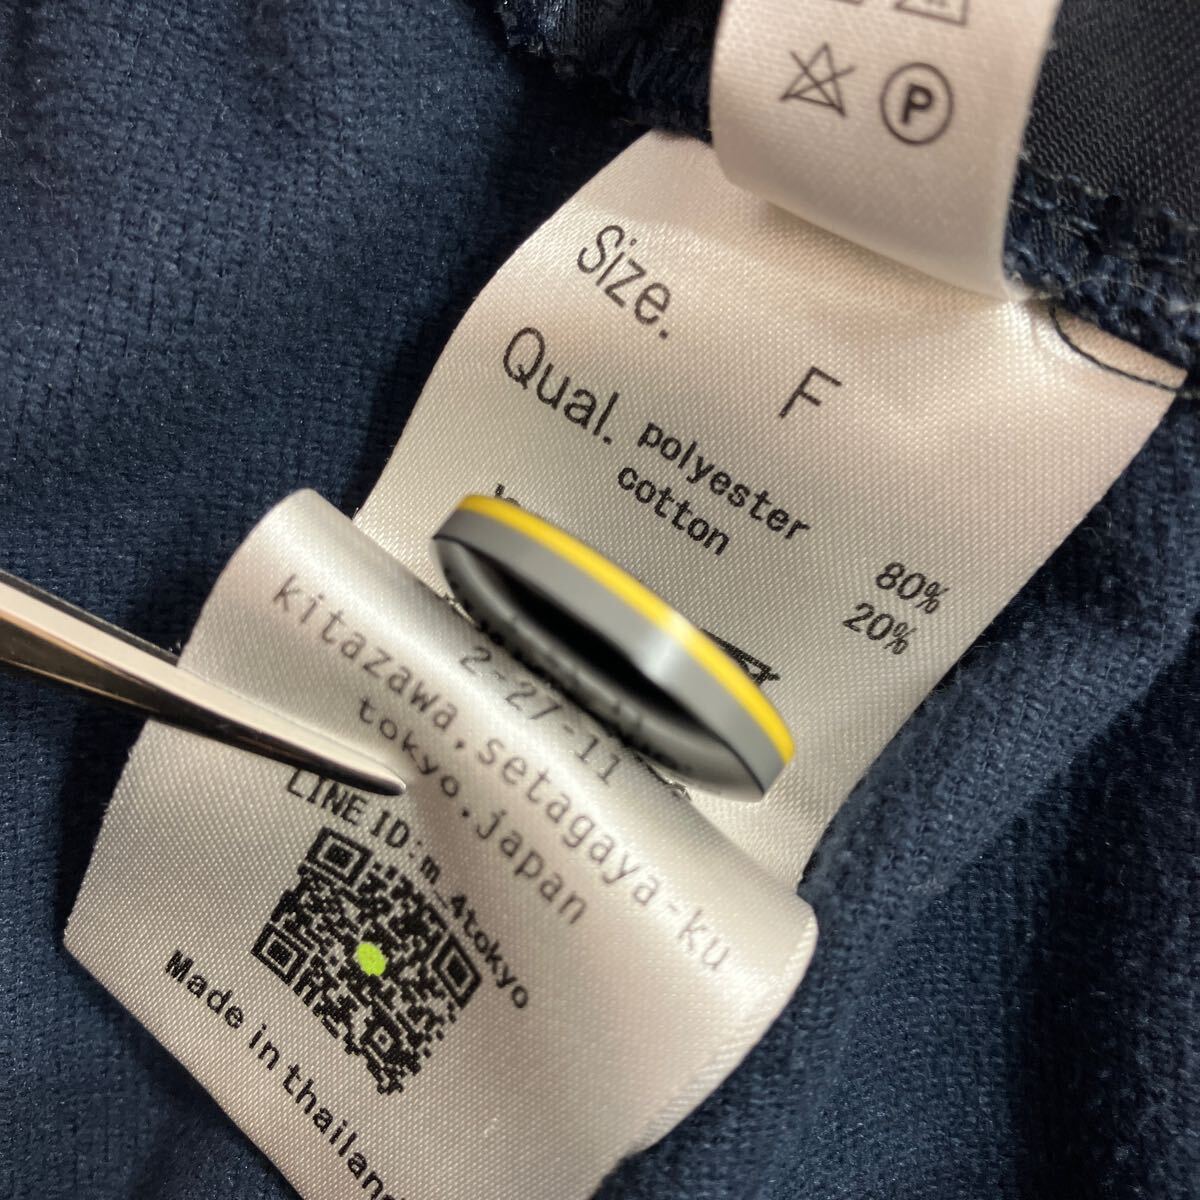 P
Size.
F
Qual.
polyester 80%
cotton 20%
2-27-11
kitazawa,setagaya-ku
tokyo.japan
LINE ID:m_4tokyo
Made in